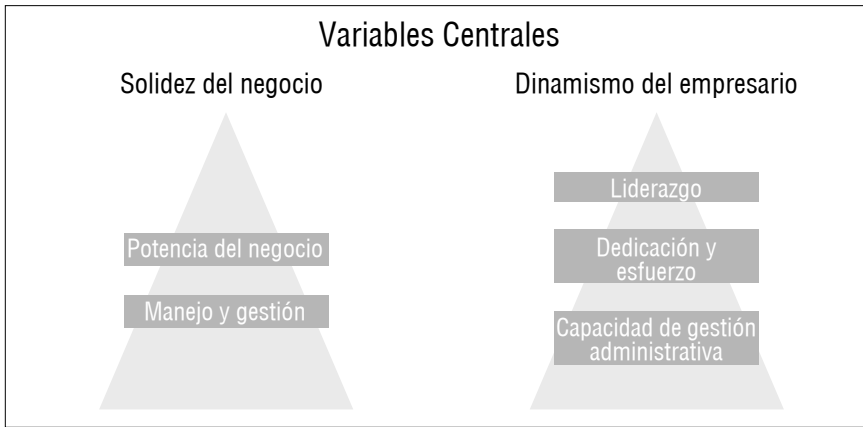 Variables Centrales
Solidez del negocio
Potencia del negocio
Manejo y gestión
Dinamismo del empresario
Liderazgo
Dedicación y
esfuerzo
Capacidad de gestión
administrativa